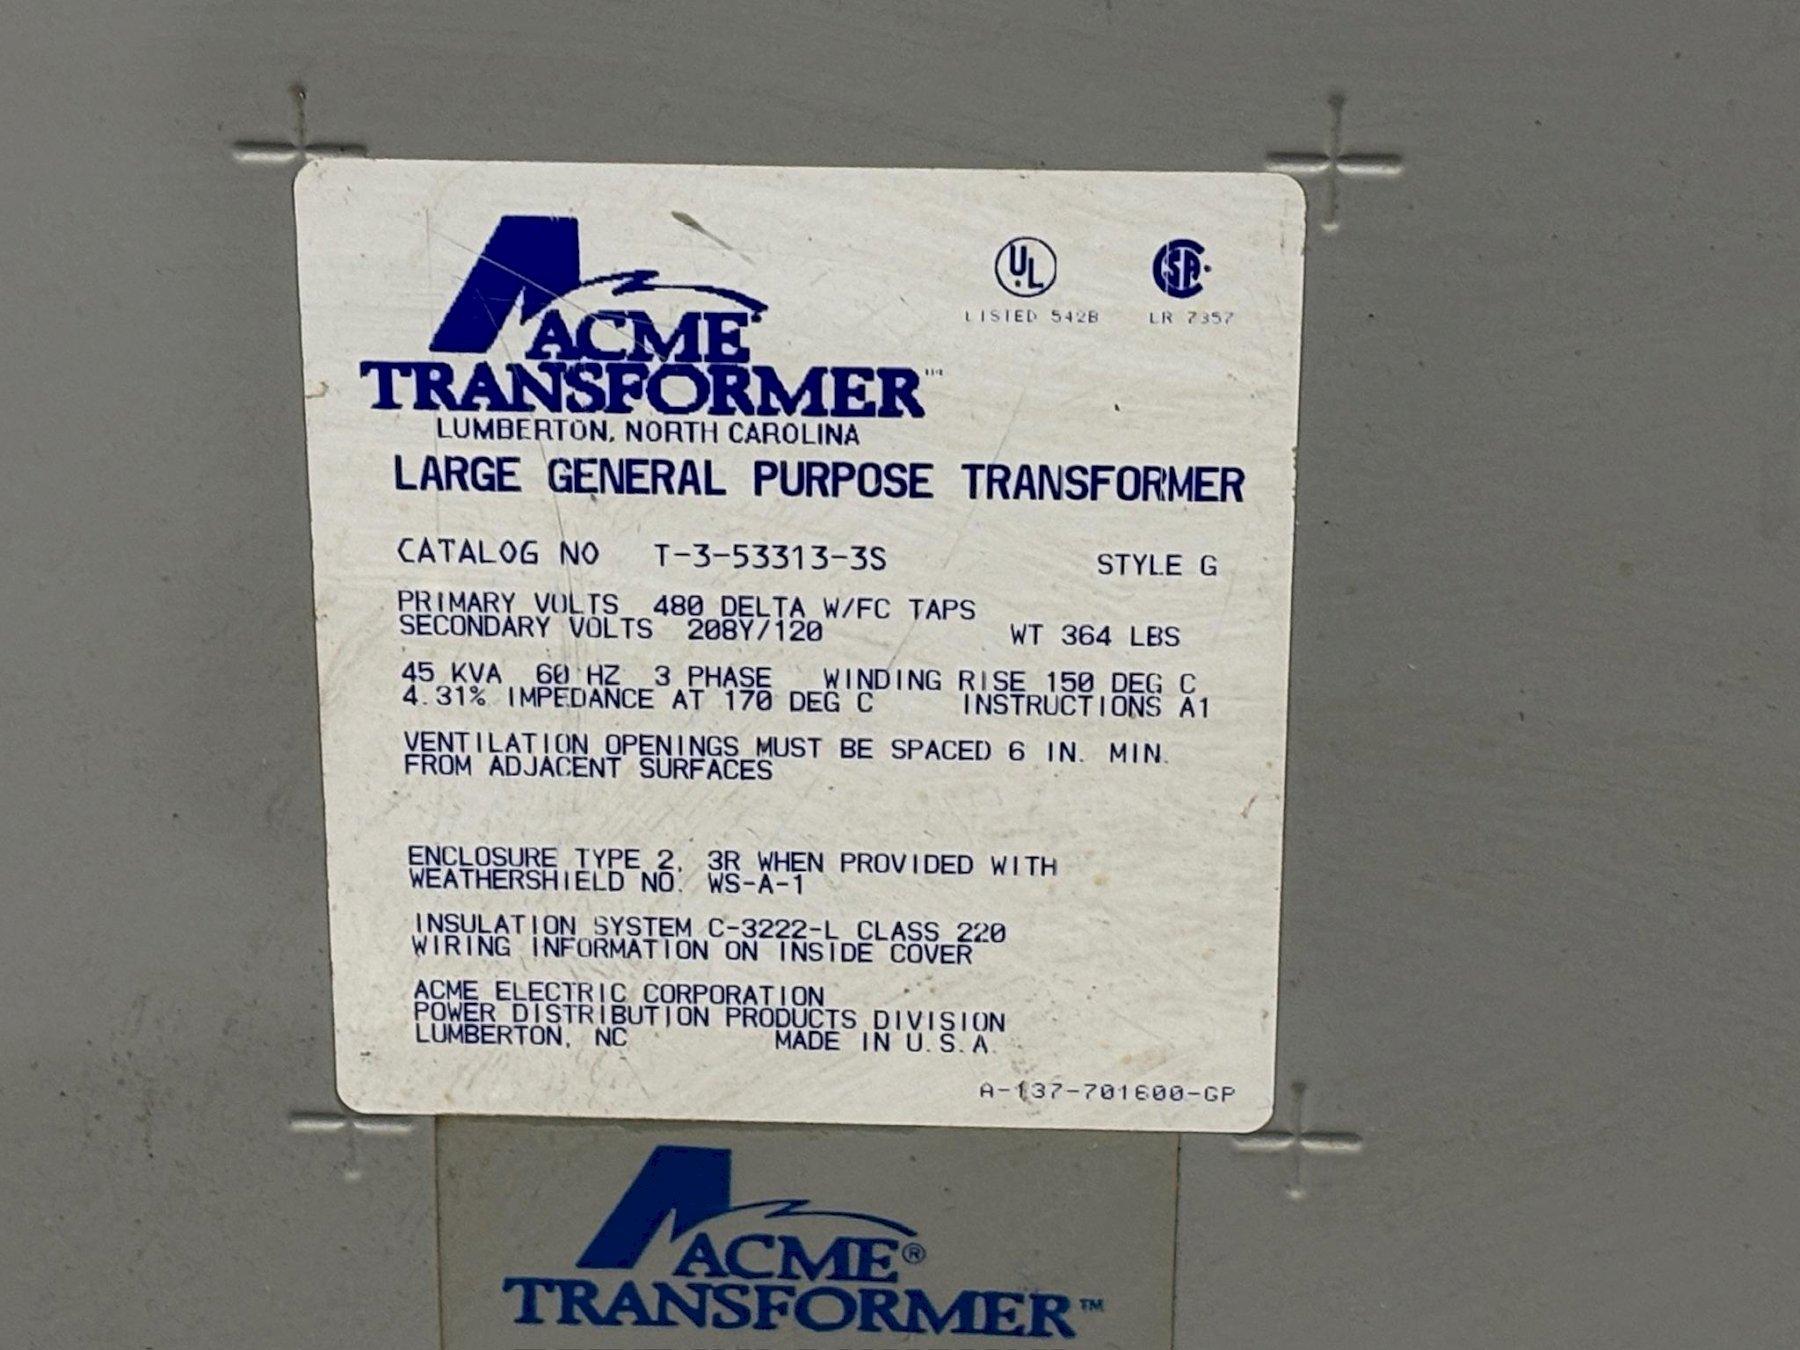 ACME
TRANSFORMER™
LUMBERTON, NORTH CAROLINA
UL
LISTED 542B
CSA
LR 7357
LARGE GENERAL PURPOSE TRANSFORMER
CATALOG NO T-3-53313-3S STYLE G
PRIMARY VOLTS 480 DELTA W/FC TAPS
SECONDARY VOLTS 208Y/120 WT 364 LBS
45 KVA 60 HZ 3 PHASE WINDING RISE 150 DEG C
4.31% IMPEDANCE AT 170 DEG C INSTRUCTIONS A1
VENTILATION OPENINGS MUST BE SPACED 6 IN. MIN.
FROM ADJACENT SURFACES
ENCLOSURE TYPE 2, 3R WHEN PROVIDED WITH
WEATHERSHIELD NO. WS-A-1
INSULATION SYSTEM C-3222-L CLASS 220
WIRING INFORMATION ON INSIDE COVER
ACME ELECTRIC CORPORATION
POWER DISTRIBUTION PRODUCTS DIVISION
LUMBERTON, NC MADE IN U.S.A.
A-137-701600-GP
ACME®
TRANSFORMER™